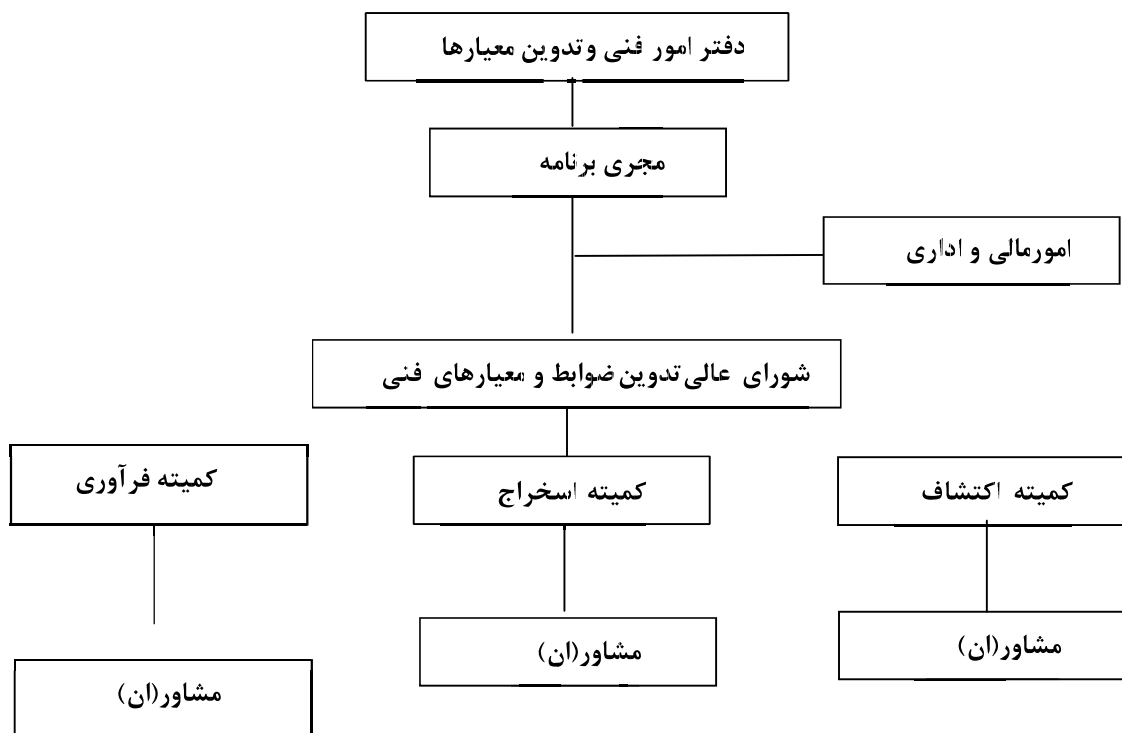 دفتر امور فنی وتدوین معیارها
مجری برنامه
امورمالی و اداری
شورای عالی تدوین ضوابط و معیارهای فنی
کمیته اکتشاف
کمیته اسخراج
کمیته فرآوری
مشاور(ان)
مشاور(ان)
مشاور(ان)